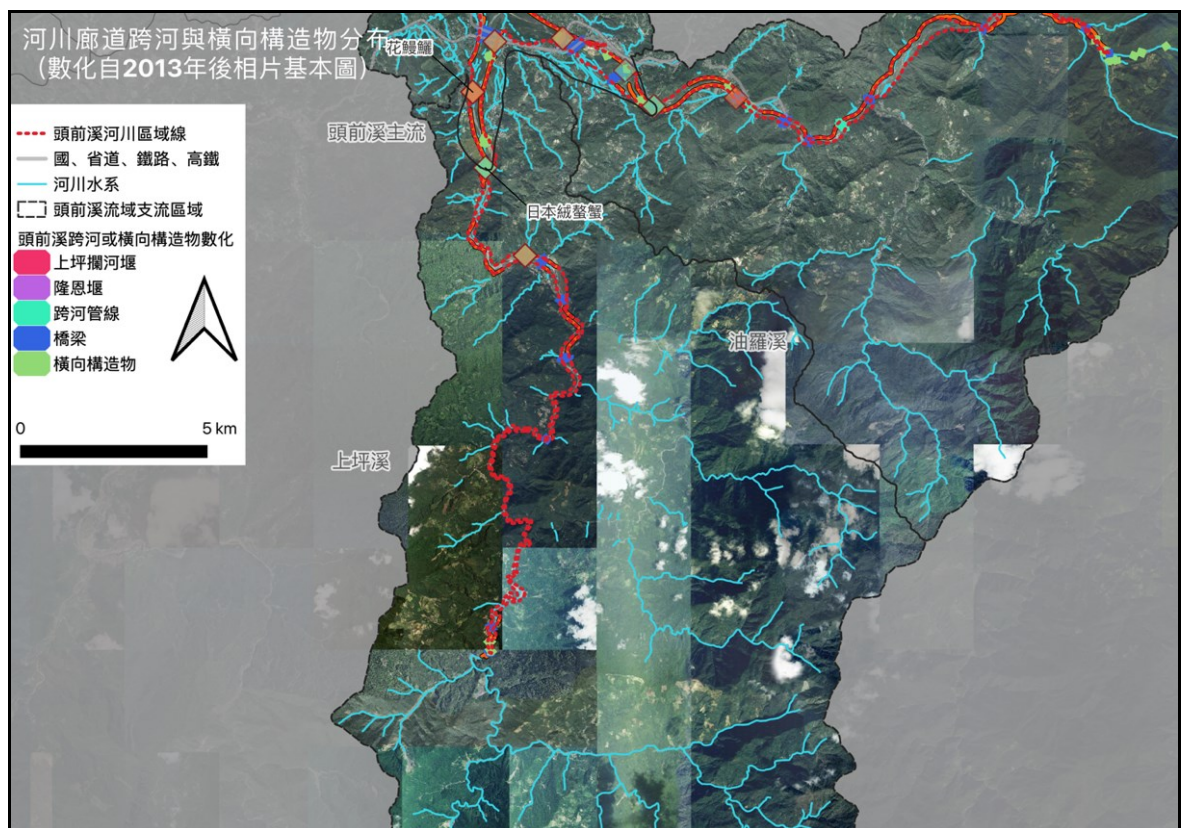 河川廊道跨河與橫向構造物分布
(數化自2013年後相片基本圖)
花鰻鱺
頭前溪河川區域線
國、省道、鐵路、高鐵
河川水系
頭前溪流域支流區域
頭前溪跨河或橫向構造物數化
上坪攔河堰
隆恩堰
跨河管線
橋梁
橫向構造物
0 5 km
頭前溪主流
日本絨螯蟹
油羅溪
上坪溪